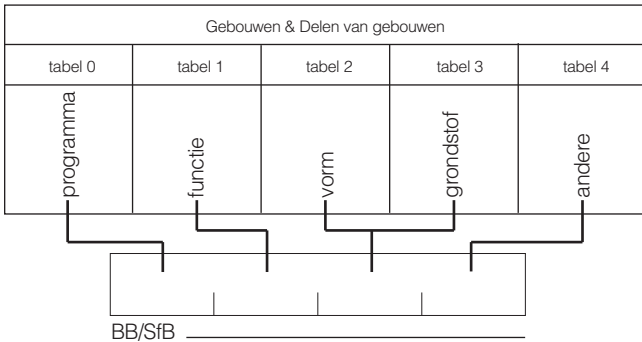 Gebouwen & Delen van gebouwen
tabel 0 tabel 1 tabel 2 tabel 3 tabel 4
programma functie vorm grondstof andere
BB/SfB